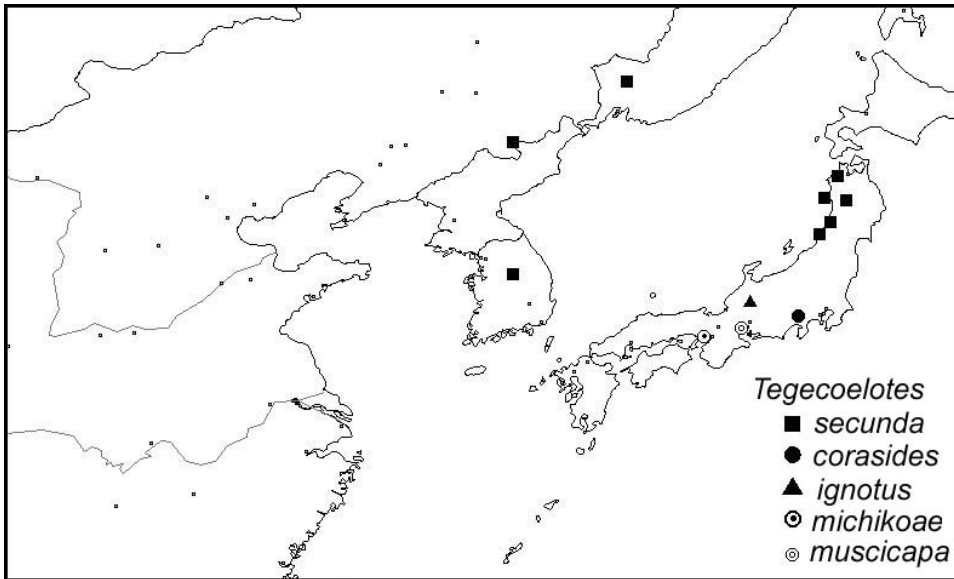 Tegecoelotes
secunda
corasides
ignotus
michikoae
muscicapa